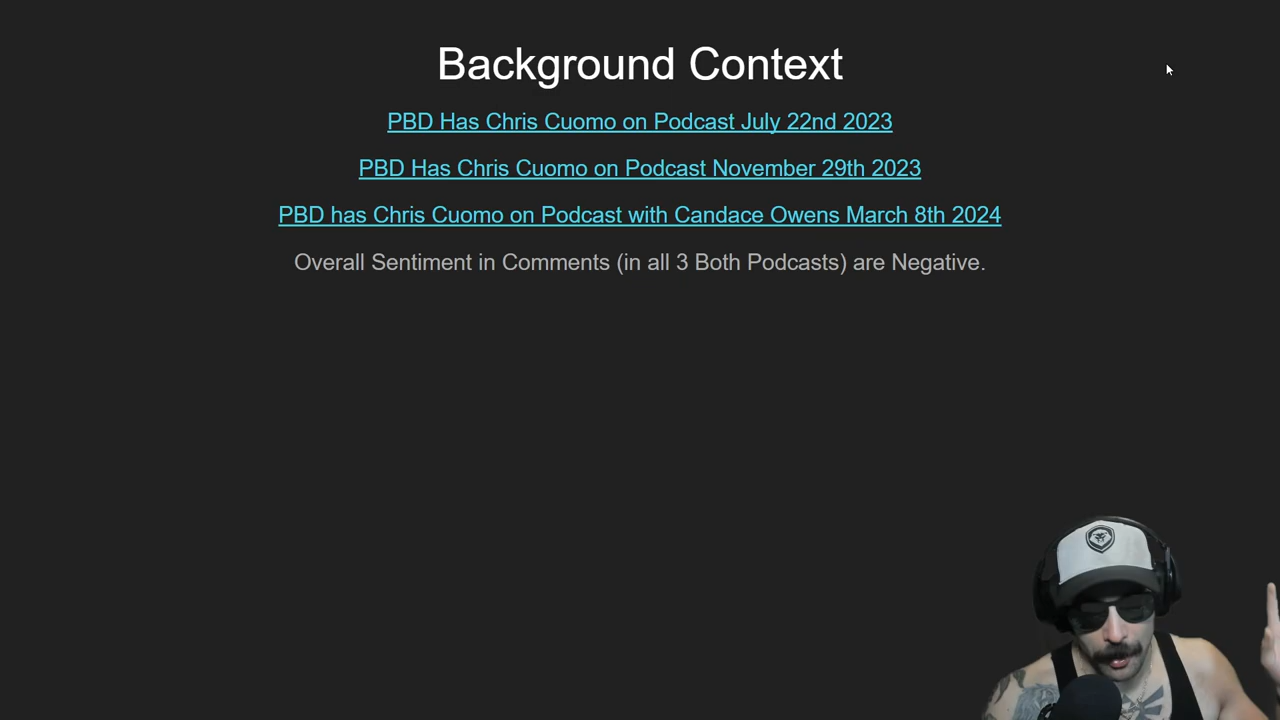 Background Context
PBD Has Chris Cuomo on Podcast July 22nd 2023
PBD Has Chris Cuomo on Podcast November 29th 2023
PBD has Chris Cuomo on Podcast with Candace Owens March 8th 2024
Overall Sentiment in Comments (in all 3 Both Podcasts) are Negative.